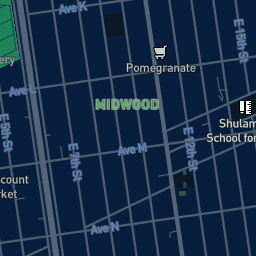 Ave K
E 15th St
Pomegranate
ery
Ave L
MIDWOOD
E 5th St
Shulam
School for
E 7th St
Ave M
E 12th St
count
rket
Ave N